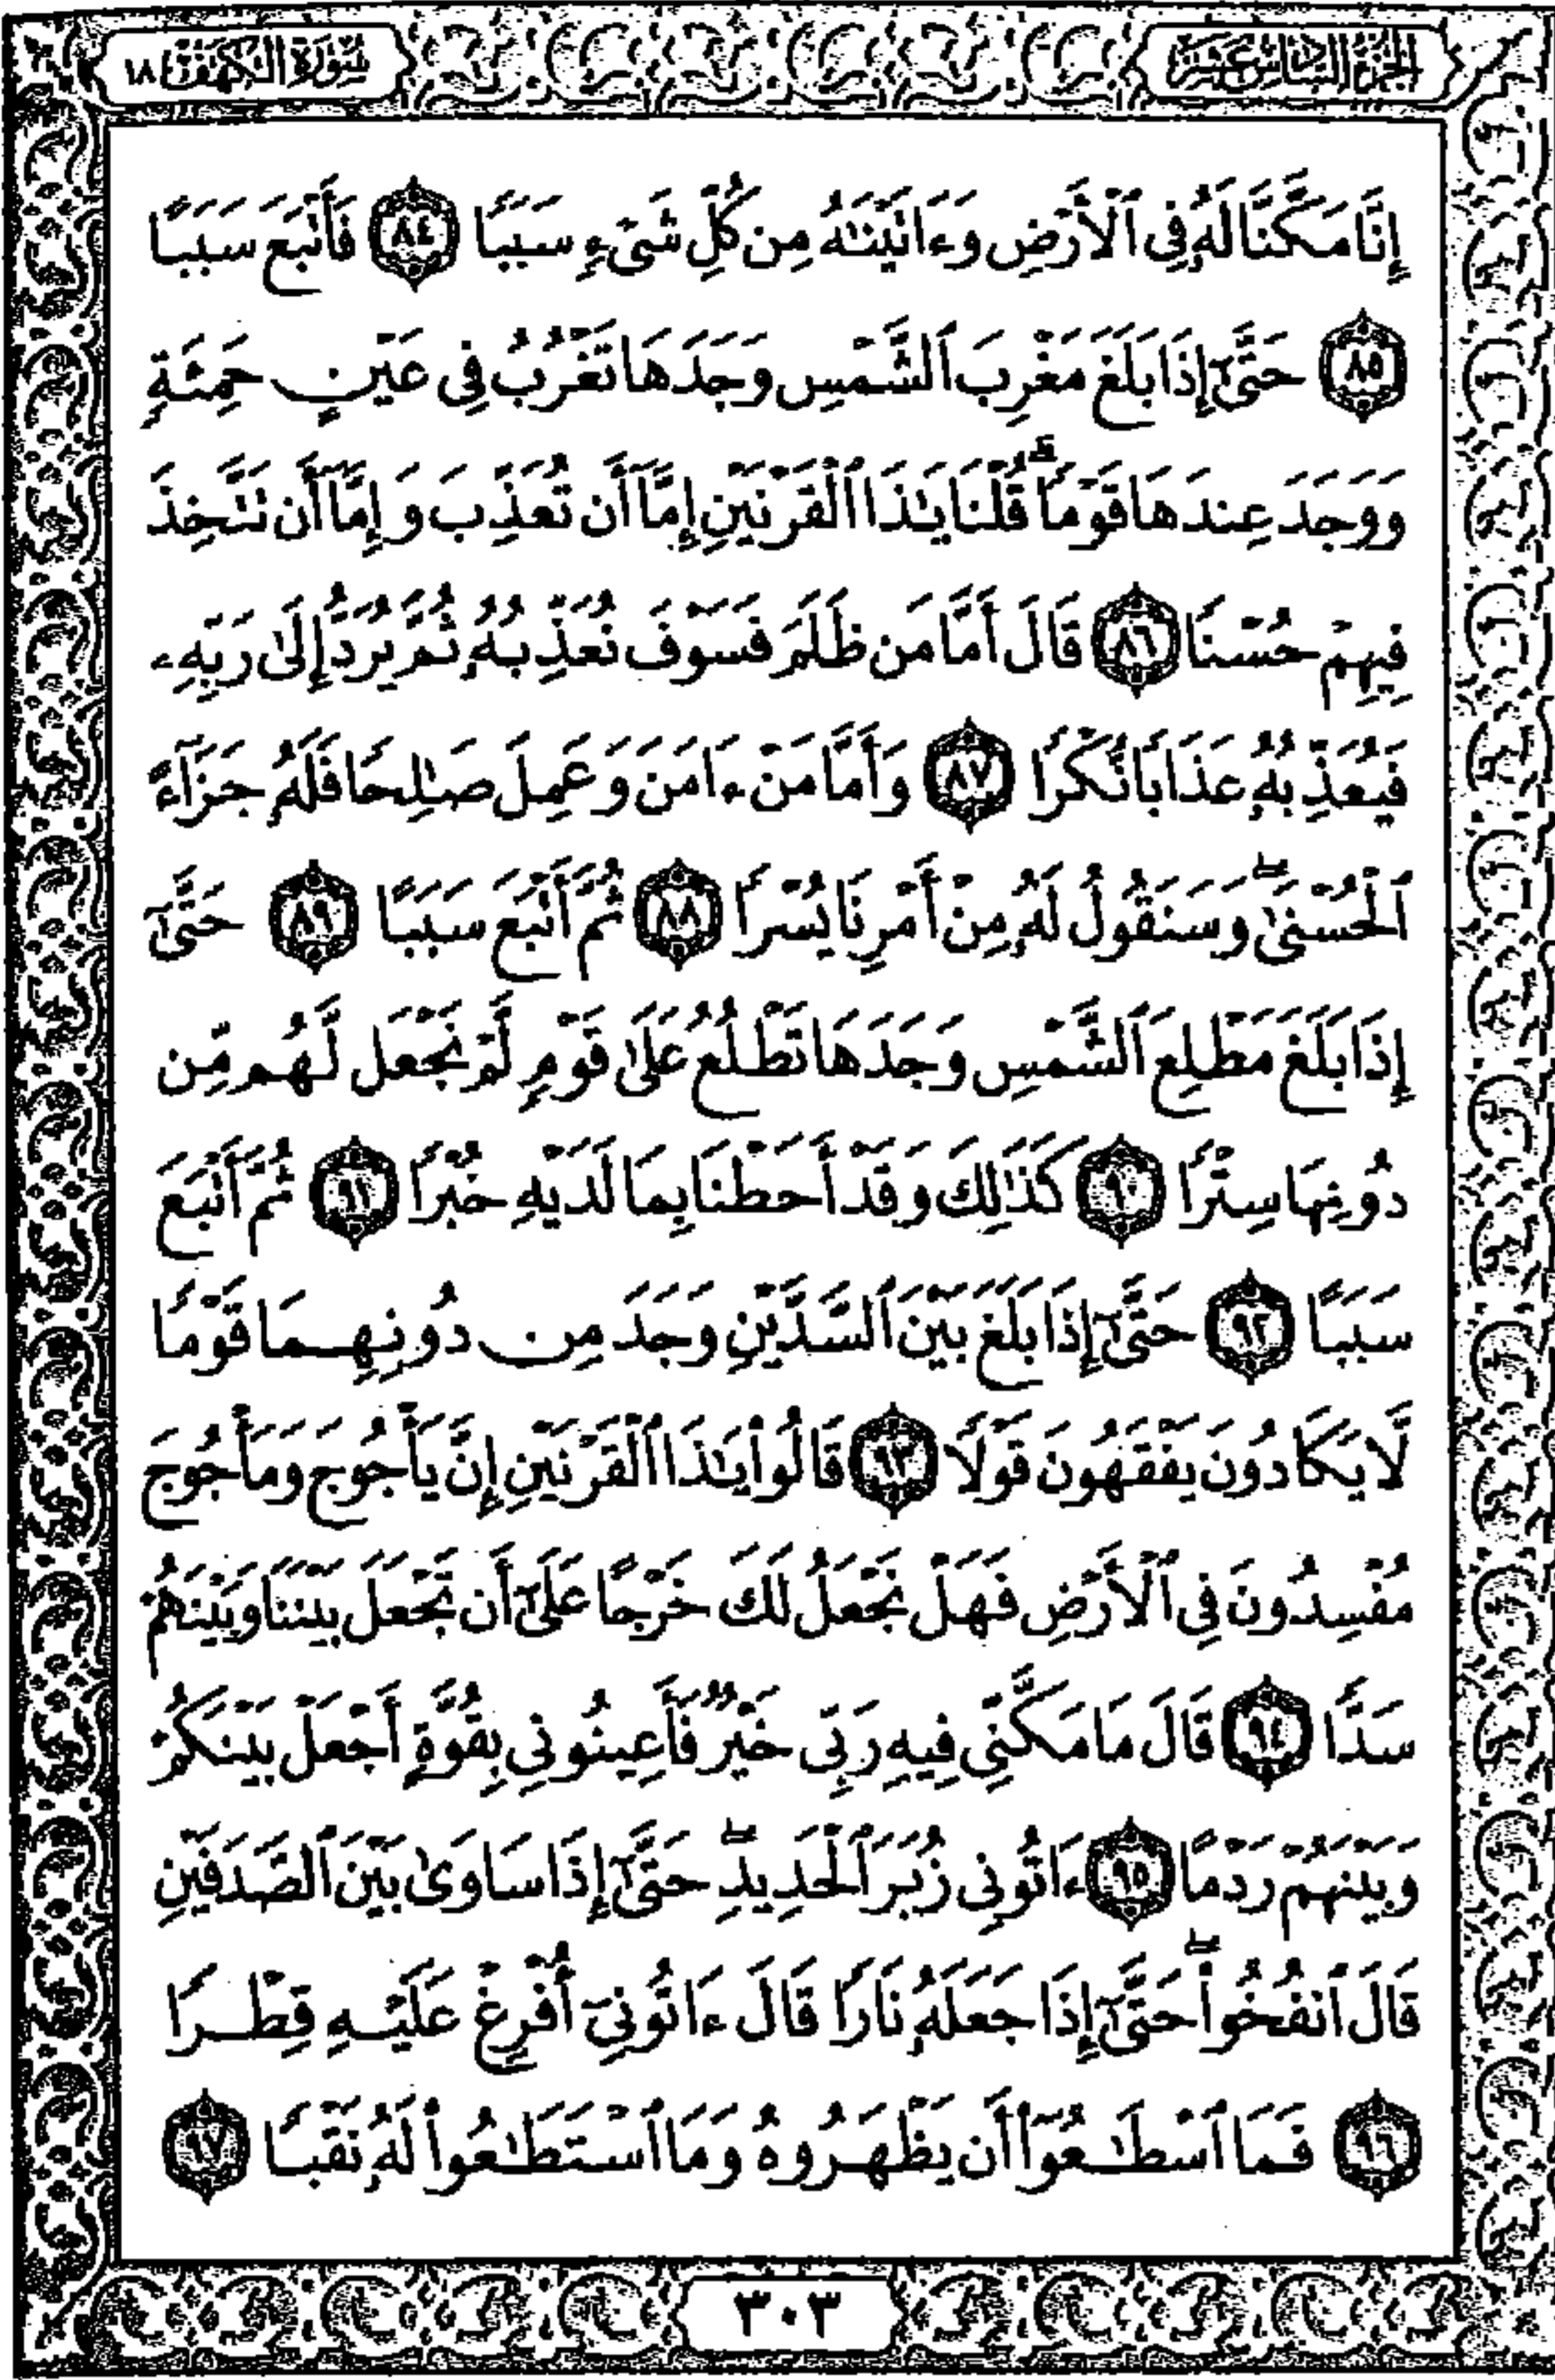 الجزء السادس عشر
سورة الكهف ١٨
إِنَّا مَكَّنَّا لَهُۥ فِى ٱلْأَرْضِ وَءَاتَيْنَٰهُ مِن كُلِّ شَىْءٍ سَبَبًا ٨٤ فَأَتْبَعَ سَبَبًا
٨٥ حَتَّىٰٓ إِذَا بَلَغَ مَغْرِبَ ٱلشَّمْسِ وَجَدَهَا تَغْرُبُ فِى عَيْنٍ حَمِئَةٍ
وَوَجَدَ عِندَهَا قَوْمًا ۗ قُلْنَا يَٰذَا ٱلْقَرْنَيْنِ إِمَّآ أَن تُعَذِّبَ وَإِمَّآ أَن تَتَّخِذَ
فِيهِمْ حُسْنًا ٨٦ قَالَ أَمَّا مَن ظَلَمَ فَسَوْفَ نُعَذِّبُهُۥ ثُمَّ يُرَدُّ إِلَىٰ رَبِّهِۦ
فَيُعَذِّبُهُۥ عَذَابًا نُّكْرًا ٨٧ وَأَمَّا مَنْ ءَامَنَ وَعَمِلَ صَٰلِحًا فَلَهُۥ جَزَآءً
ٱلْحُسْنَىٰ ۖ وَسَنَقُولُ لَهُۥ مِنْ أَمْرِنَا يُسْرًا ٨٨ ثُمَّ أَتْبَعَ سَبَبًا ٨٩ حَتَّىٰٓ
إِذَا بَلَغَ مَطْلِعَ ٱلشَّمْسِ وَجَدَهَا تَطْلُعُ عَلَىٰ قَوْمٍ لَّمْ نَجْعَل لَّهُم مِّن
دُونِهَا سِتْرًا ٩٠ كَذَٰلِكَ وَقَدْ أَحَطْنَا بِمَا لَدَيْهِ خُبْرًا ٩١ ثُمَّ أَتْبَعَ
سَبَبًا ٩٢ حَتَّىٰٓ إِذَا بَلَغَ بَيْنَ ٱلسَّدَّيْنِ وَجَدَ مِن دُونِهِمَا قَوْمًا
لَّا يَكَادُونَ يَفْقَهُونَ قَوْلًا ٩٣ قَالُوا۟ يَٰذَا ٱلْقَرْنَيْنِ إِنَّ يَأْجُوجَ وَمَأْجُوجَ
مُفْسِدُونَ فِى ٱلْأَرْضِ فَهَلْ نَجْعَلُ لَكَ خَرْجًا عَلَىٰٓ أَن تَجْعَلَ بَيْنَنَا وَبَيْنَهُمْ
سَدًّا ٩٤ قَالَ مَا مَكَّنِّى فِيهِ رَبِّى خَيْرٌ فَأَعِينُونِى بِقُوَّةٍ أَجْعَلْ بَيْنَكُمْ
وَبَيْنَهُمْ رَدْمًا ٩٥ ءَاتُونِى زُبَرَ ٱلْحَدِيدِ ۖ حَتَّىٰٓ إِذَا سَاوَىٰ بَيْنَ ٱلصَّدَفَيْنِ
قَالَ ٱنفُخُوا۟ ۖ حَتَّىٰٓ إِذَا جَعَلَهُۥ نَارًا قَالَ ءَاتُونِىٓ أُفْرِغْ عَلَيْهِ قِطْرًا
٩٦ فَمَا ٱسْطَٰعُوٓا۟ أَن يَظْهَرُوهُ وَمَا ٱسْتَطَٰعُوا۟ لَهُۥ نَقْبًا ٩٧
٣٠٣